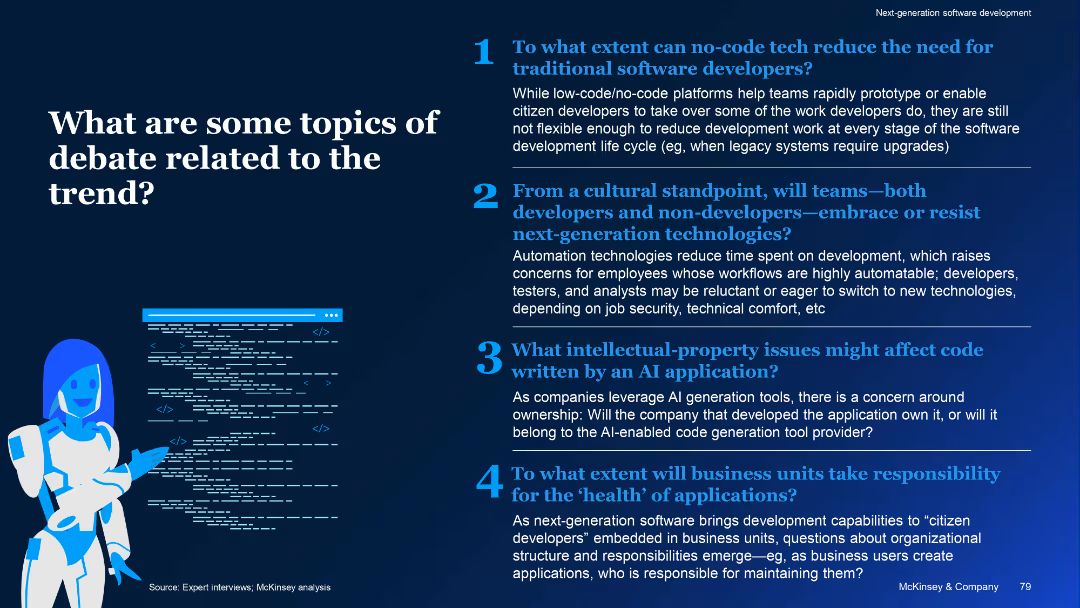 Next-generation software development
What are some topics of
debate related to the
trend?
1
To what extent can no-code tech reduce the need for
traditional software developers?
While low-code/no-code platforms help teams rapidly prototype or enable
citizen developers to take over some of the work developers do, they are still
not flexible enough to reduce development work at every stage of the software
development life cycle (eg, when legacy systems require upgrades)
2
From a cultural standpoint, will teams—both
developers and non-developers—embrace or resist
next-generation technologies?
Automation technologies reduce time spent on development, which raises
concerns for employees whose workflows are highly automatable; developers,
testers, and analysts may be reluctant or eager to switch to new technologies,
depending on job security, technical comfort, etc
3
What intellectual-property issues might affect code
written by an AI application?
As companies leverage AI generation tools, there is a concern around
ownership: Will the company that developed the application own it, or will it
belong to the AI-enabled code generation tool provider?
4
To what extent will business units take responsibility
for the ‘health’ of applications?
As next-generation software brings development capabilities to “citizen
developers” embedded in business units, questions about organizational
structure and responsibilities emerge—eg, as business users create
applications, who is responsible for maintaining them?
</>
< >
< >
</>
</>
</>
Source: Expert interviews; McKinsey analysis
McKinsey & Company 79